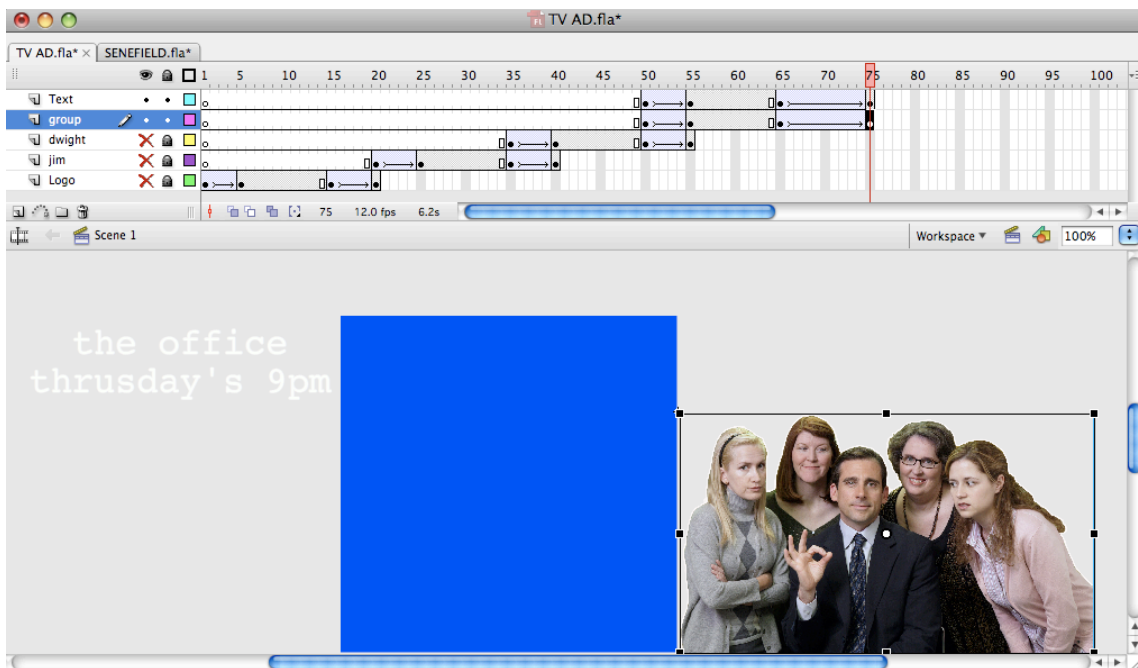 TV AD.fla*
TV AD.fla* × SENEFIELD.fla*
1 5 10 15 20 25 30 35 40 45 50 55 60 65 70 75 80 85 90 95 100
Text
group
dwight
jim
Logo
75 12.0 fps 6.2s
Scene 1 Workspace 100%
the office
thrusday's 9pm